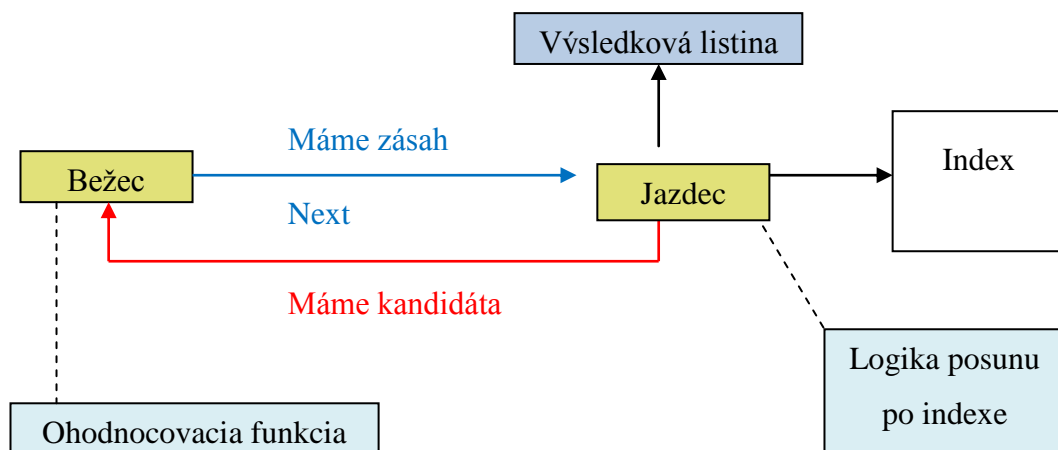 Výsledková listina
Máme zásah
Bežec
Index
Jazdec
Next
Máme kandidáta
Logika posunu
po indexe
Ohodnocovacia funkcia